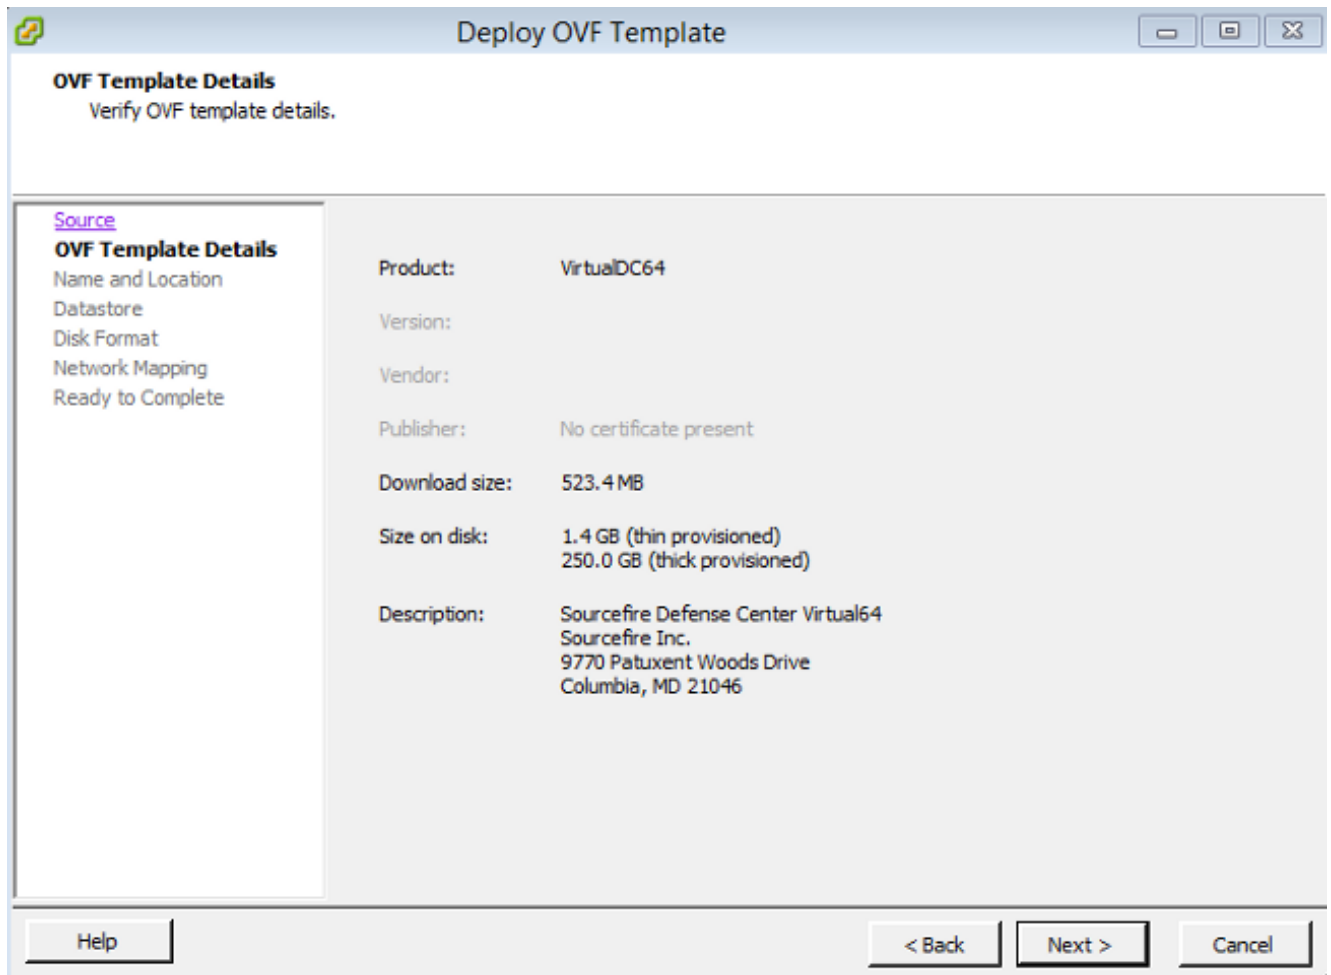 Deploy OVF Template
OVF Template Details
Verify OVF template details.
Source
OVF Template Details
Name and Location
Datastore
Disk Format
Network Mapping
Ready to Complete
Product: VirtualDC64
Version:
Vendor:
Publisher: No certificate present
Download size: 523.4 MB
Size on disk: 1.4 GB (thin provisioned)
250.0 GB (thick provisioned)
Description: Sourcefire Defense Center Virtual64
Sourcefire Inc.
9770 Patuxent Woods Drive
Columbia, MD 21046
Help < Back Next > Cancel